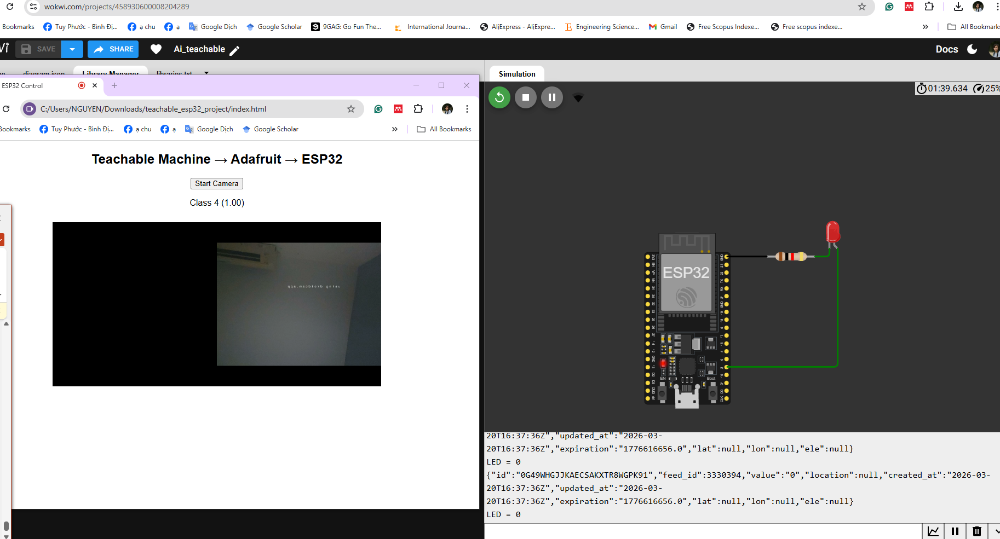 wokwi.com/projects/458930600008204289
Bookmarks
Tuy Phước - Bình Đị...
ạ chu
ạ
Google Dịch
Google Scholar
9GAG: Go Fun The...
International Journa...
AliExpress - AliExpre...
Engineering Science...
Gmail
Free Scopus Indexe...
Free scopus indexe...
All Bookmarks
SAVE
SHARE
Ai_teachable
Docs
diagram.json
Library Manager
libraries.txt
Simulation
ESP32 Control
01:39.634
25%
C:/Users/NGUYEN/Downloads/teachable_esp32_project/index.html
Bookmarks
Tuy Phước - Bình Đị...
ạ chu
ạ
Google Dịch
Google Scholar
All Bookmarks
Teachable Machine → Adafruit → ESP32
Start Camera
Class 4 (1.00)
ESP32
EN
Boot
20T16:37:36Z","updated_at":"2026-03-
20T16:37:36Z","expiration":"1776616656.0","lat":null,"lon":null,"ele":null}
LED = 0
{"id":"0G49WHGJJKAECSAKXTR8WGPK91","feed_id":3330394,"value":"0","location":null,"created_at":"2026-03-
20T16:37:36Z","updated_at":"2026-03-
20T16:37:36Z","expiration":"1776616656.0","lat":null,"lon":null,"ele":null}
LED = 0